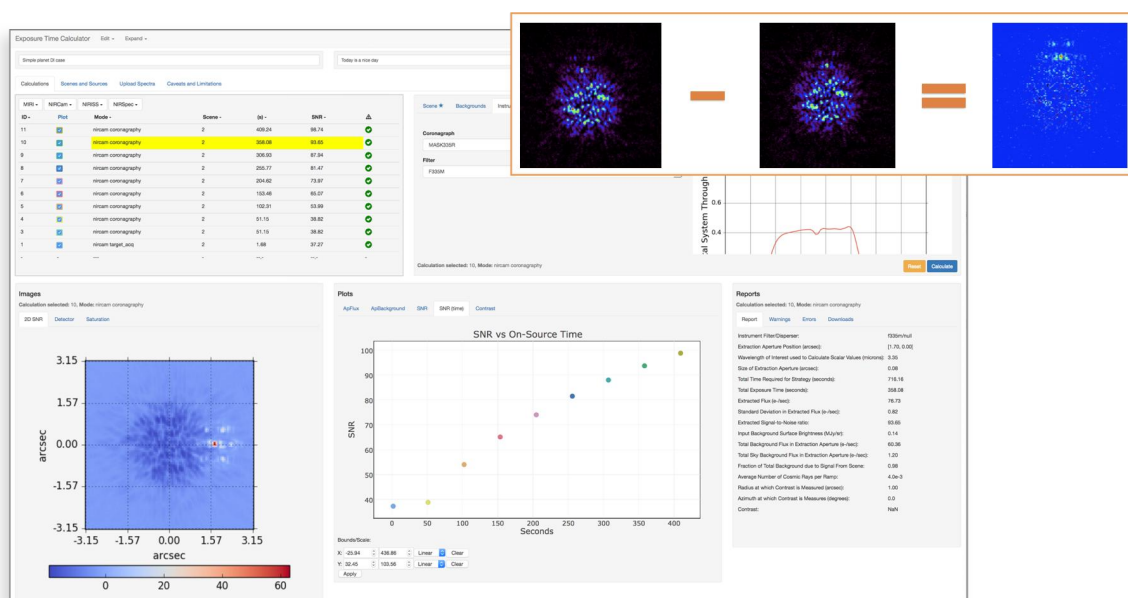 Exposure Time Calculator Edit - Expand -
Simple planet DI case
Today is a nice day
Calculations Scenes and Sources Upload Spectra Caveats and Limitations
MIRI - NIRCam - NIRISS - NIRSpec -
ID - Plot Mode - Scene - (s) - SNR -
11 nircam coronagraphy 2 409.24 98.74
10 nircam coronagraphy 2 358.08 93.65
9 nircam coronagraphy 2 306.93 87.94
8 nircam coronagraphy 2 255.77 81.47
7 nircam coronagraphy 2 204.62 73.97
6 nircam coronagraphy 2 153.46 65.07
5 nircam coronagraphy 2 102.31 53.99
4 nircam coronagraphy 2 51.15 38.82
3 nircam coronagraphy 2 51.15 38.82
1 nircam target_acq 2 1.68 37.27
Scene Backgrounds
Coronagraph
MASK335R
Filter
F335M
0.6
0.4
Calculation selected: 10, Mode: nircam coronagraphy
Reset Calculate
Images
Calculation selected: 10, Mode: nircam coronagraphy
2D SNR Detector Saturation
3.15
1.57
0.00
-1.57
-3.15
arcsec
-3.15 -1.57 0.00 1.57 3.15
arcsec
0 20 40 60
Plots
ApFlux ApBackground SNR SNR (time) Contrast
SNR vs On-Source Time
100
90
80
70
60
50
40
SNR
0 50 100 150 200 250 300 350 400
Seconds
Bounds/Scale:
X: -25.94 436.86 Linear Clear
Y: 32.45 103.56 Linear Clear
Apply
Reports
Calculation selected: 10, Mode: nircam coronagraphy
Report Warnings Errors Downloads
Instrument Filter/Disperser: f335m/null
Extraction Aperture Position (arcsec): [1.70, 0.00]
Wavelength of Interest used to Calculate Scalar Values (microns): 3.35
Size of Extraction Aperture (arcsec): 0.08
Total Time Required for Strategy (seconds): 716.16
Total Exposure Time (seconds): 358.08
Extracted Flux (e-/sec): 76.73
Standard Deviation in Extracted Flux (e-/sec): 0.82
Extracted Signal-to-Noise ratio: 93.65
Input Background Surface Brightness (MJy/sr): 0.14
Total Background Flux in Extraction Aperture (e-/sec): 60.36
Total Sky Background Flux in Extraction Aperture (e-/sec): 1.20
Fraction of Total Background due to Signal From Scene: 0.98
Average Number of Cosmic Rays per Ramp: 4.0e-3
Radius at which Contrast is Measured (arcsec): 1.00
Azimuth at which Contrast is Measures (degrees): 0.0
Contrast: NaN